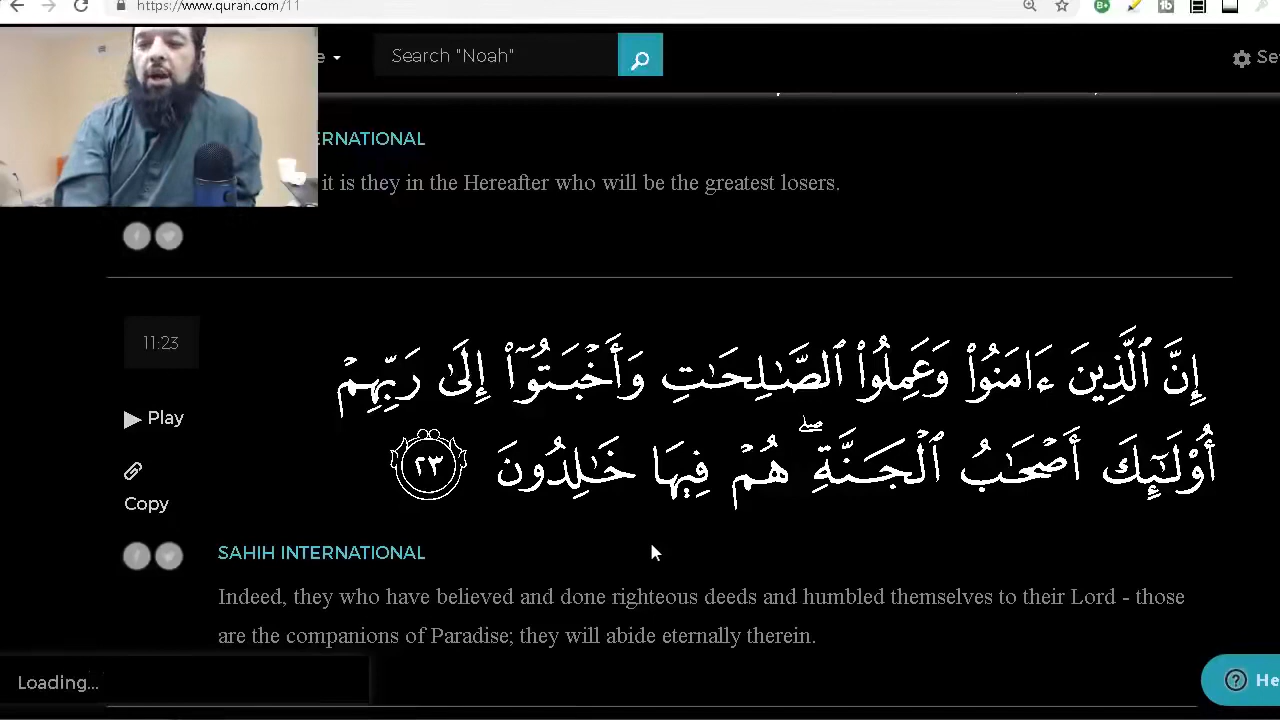 https://www.quran.com/11
Search "Noah"
ERNATIONAL
it is they in the Hereafter who will be the greatest losers.
11:23
إِنَّ ٱلَّذِينَ ءَامَنُوا۟ وَعَمِلُوا۟ ٱلصَّـٰلِحَـٰتِ وَأَخْبَتُوٓا۟ إِلَىٰ رَبِّهِمْ
أُو۟لَـٰٓئِكَ أَصْحَـٰبُ ٱلْجَنَّةِ ۖ هُمْ فِيهَا خَـٰلِدُونَ ٢٣
Play
Copy
SAHIH INTERNATIONAL
Indeed, they who have believed and done righteous deeds and humbled themselves to their Lord - those
are the companions of Paradise; they will abide eternally therein.
Loading...
He